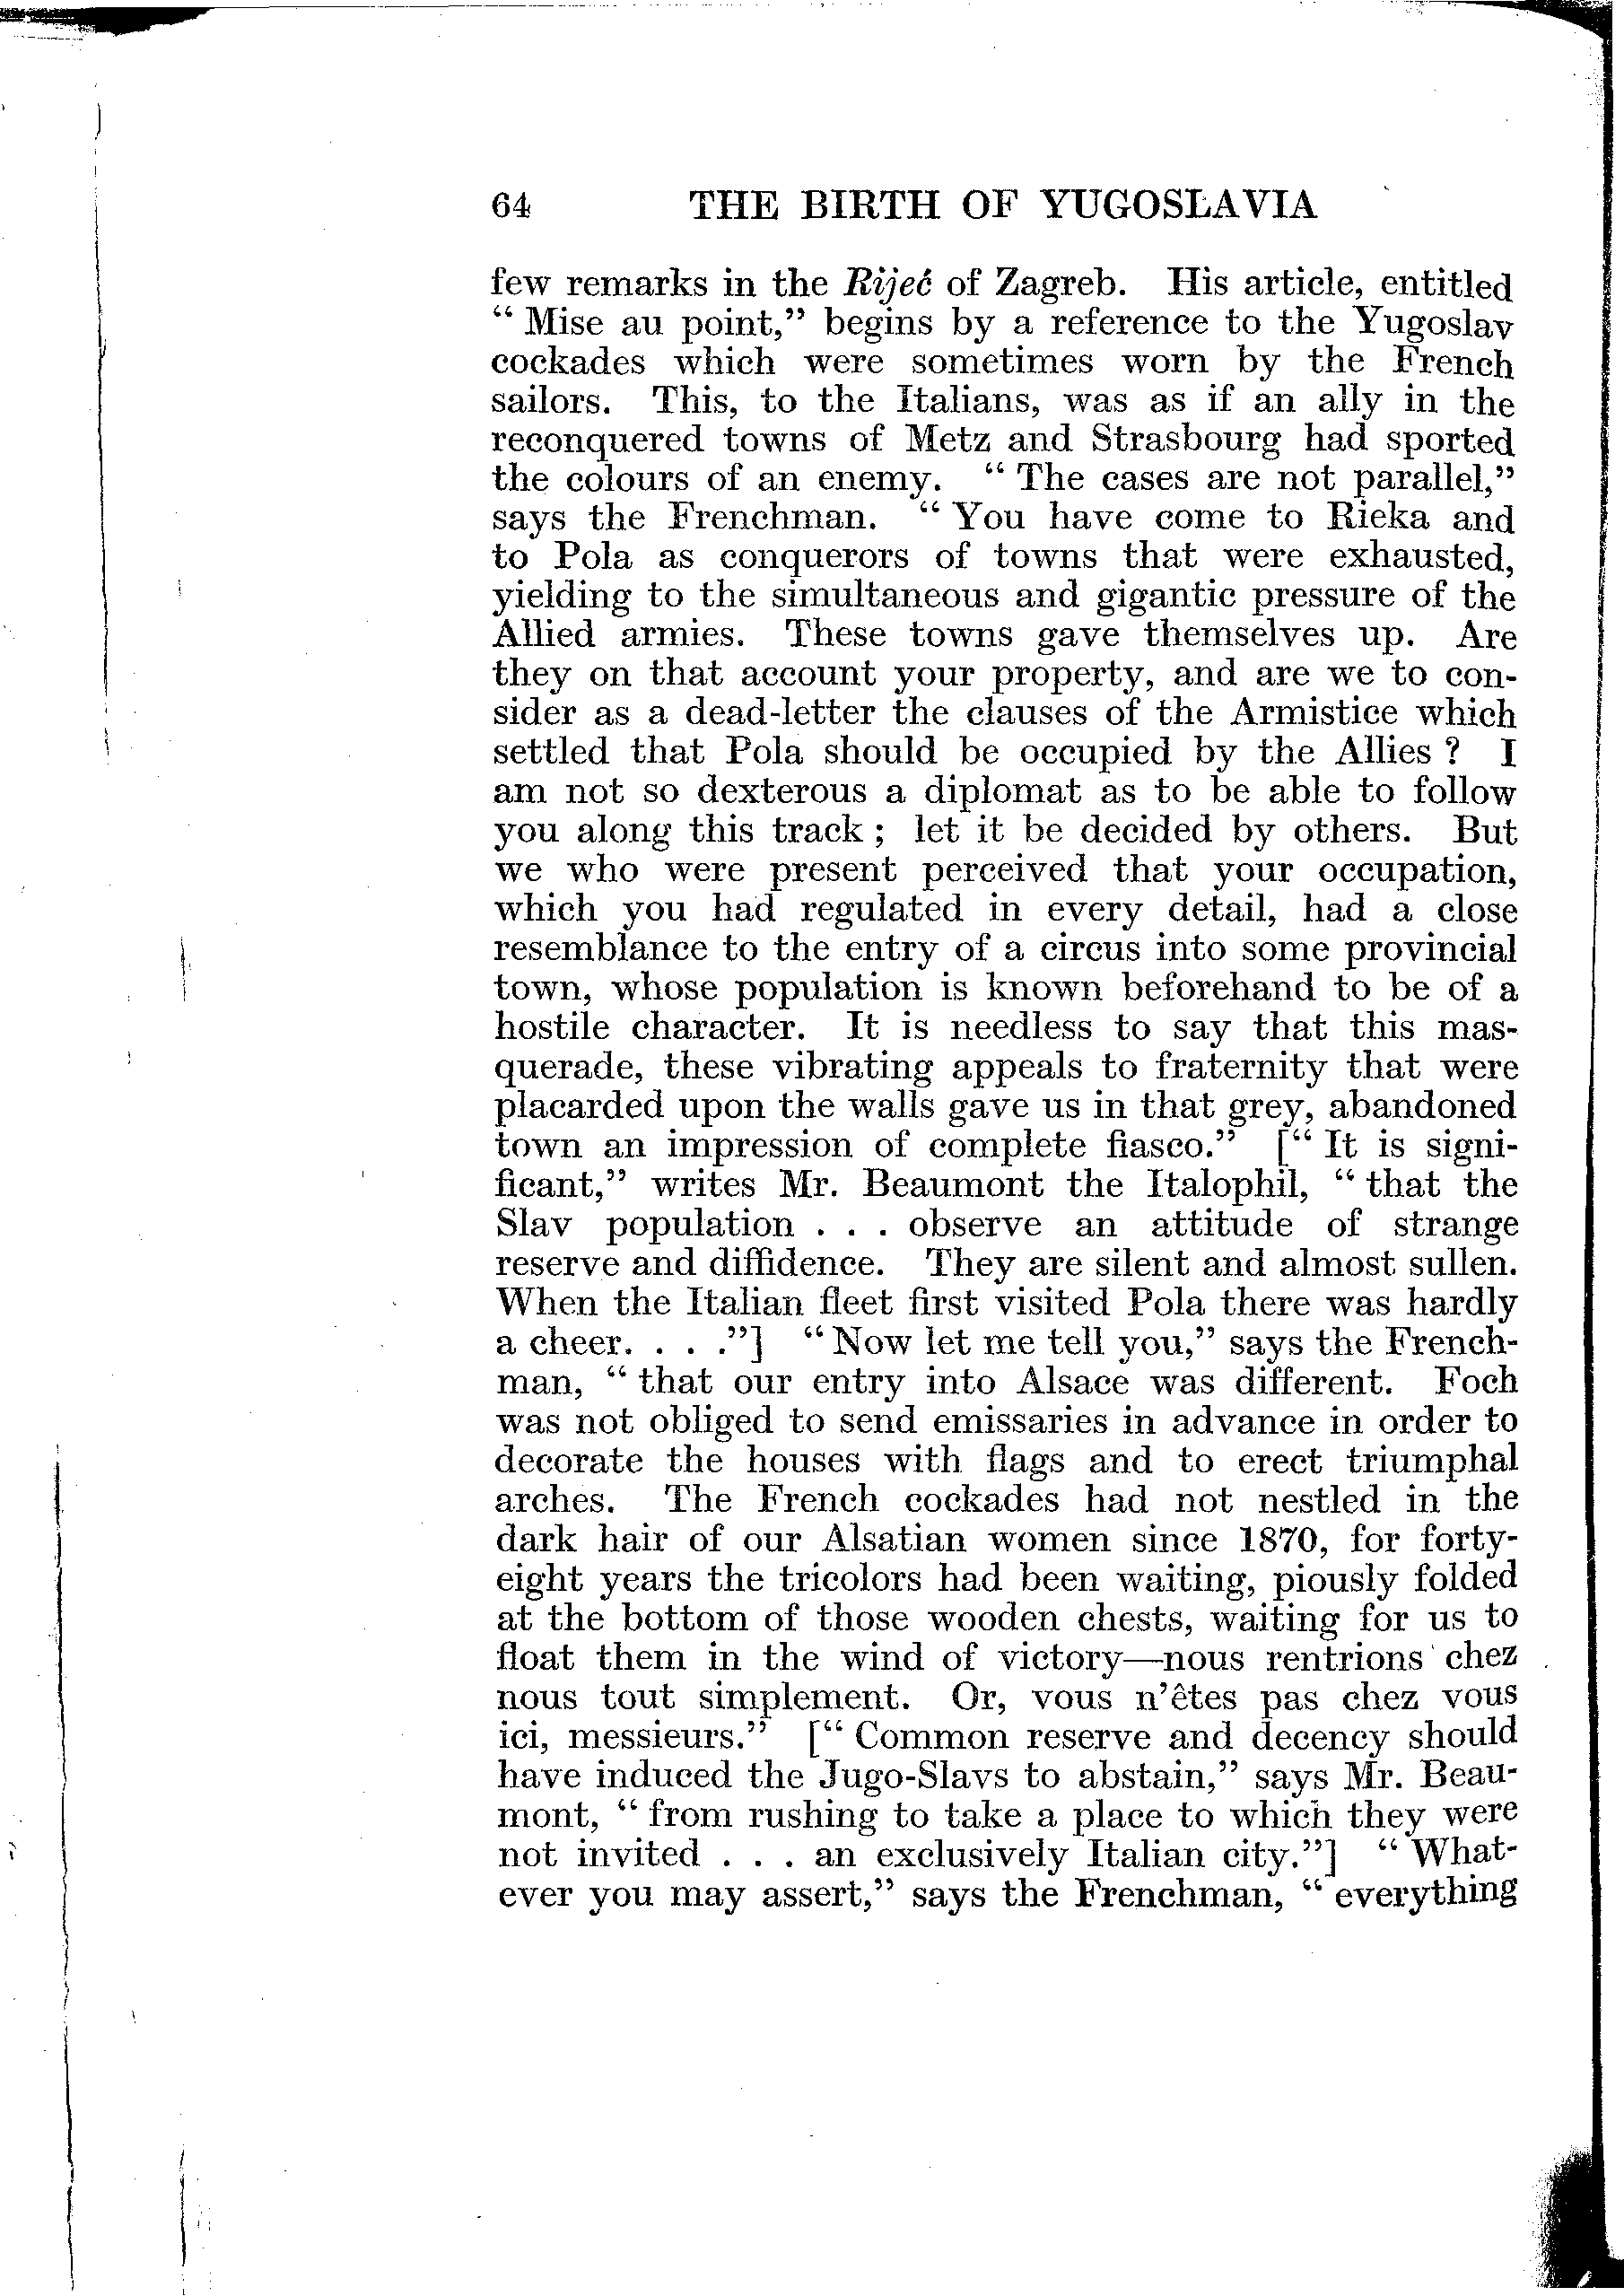 64 THE BIRTH OF YUGOSLAVIA
few remarks in the Riječ of Zagreb. His article, entitled
“ Mise au point,” begins by a reference to the Yugoslav
cockades which were sometimes worn by the French
sailors. This, to the Italians, was as if an ally in the
reconquered towns of Metz and Strasbourg had sported
the colours of an enemy. “ The cases are not parallel,”
says the Frenchman. “ You have come to Rieka and
to Pola as conquerors of towns that were exhausted,
yielding to the simultaneous and gigantic pressure of the
Allied armies. These towns gave themselves up. Are
they on that account your property, and are we to con-
sider as a dead-letter the clauses of the Armistice which
settled that Pola should be occupied by the Allies ? I
am not so dexterous a diplomat as to be able to follow
you along this track ; let it be decided by others. But
we who were present perceived that your occupation,
which you had regulated in every detail, had a close
resemblance to the entry of a circus into some provincial
town, whose population is known beforehand to be of a
hostile character. It is needless to say that this mas-
querade, these vibrating appeals to fraternity that were
placarded upon the walls gave us in that grey, abandoned
town an impression of complete fiasco.” [“ It is signi-
ficant,” writes Mr. Beaumont the Italophil, “ that the
Slav population . . . observe an attitude of strange
reserve and diffidence. They are silent and almost sullen.
When the Italian fleet first visited Pola there was hardly
a cheer. . . .”] “ Now let me tell you,” says the French-
man, “ that our entry into Alsace was different. Foch
was not obliged to send emissaries in advance in order to
decorate the houses with flags and to erect triumphal
arches. The French cockades had not nestled in the
dark hair of our Alsatian women since 1870, for forty-
eight years the tricolors had been waiting, piously folded
at the bottom of those wooden chests, waiting for us to
float them in the wind of victory—nous rentrions chez
nous tout simplement. Or, vous n’êtes pas chez vous
ici, messieurs.” [“ Common reserve and decency should
have induced the Jugo-Slavs to abstain,” says Mr. Beau-
mont, “ from rushing to take a place to which they were
not invited . . . an exclusively Italian city.”] “ What-
ever you may assert,” says the Frenchman, “ everything